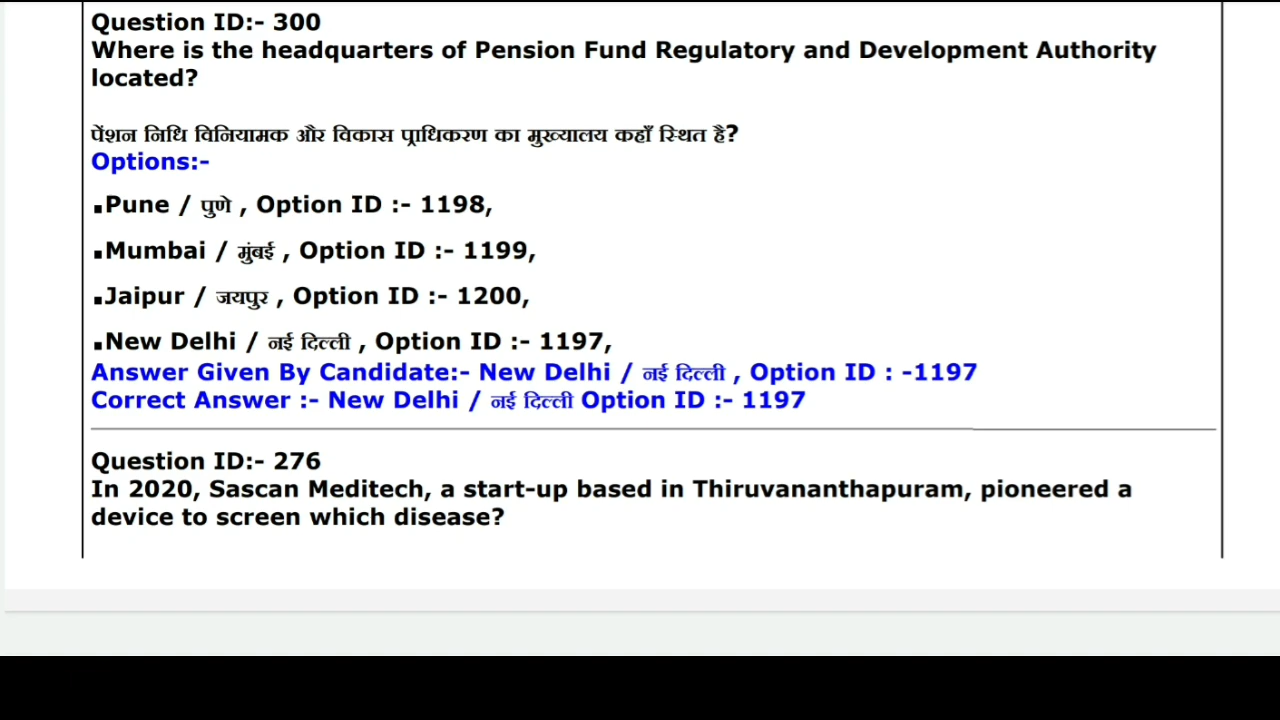 Question ID:- 300
Where is the headquarters of Pension Fund Regulatory and Development Authority
located?
पेंशन निधि विनियामक और विकास प्राधिकरण का मुख्यालय कहाँ स्थित है?
Options:-
▪Pune / पुणे , Option ID :- 1198,
▪Mumbai / मुंबई , Option ID :- 1199,
▪Jaipur / जयपुर , Option ID :- 1200,
▪New Delhi / नई दिल्ली , Option ID :- 1197,
Answer Given By Candidate:- New Delhi / नई दिल्ली , Option ID : -1197
Correct Answer :- New Delhi / नई दिल्ली Option ID :- 1197
Question ID:- 276
In 2020, Sascan Meditech, a start-up based in Thiruvananthapuram, pioneered a
device to screen which disease?